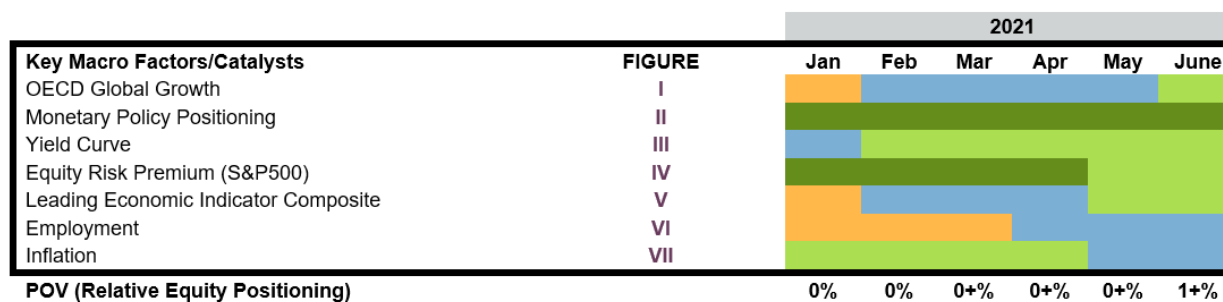 2021
Key Macro Factors/Catalysts FIGURE Jan Feb Mar Apr May June
OECD Global Growth I
Monetary Policy Positioning II
Yield Curve III
Equity Risk Premium (S&P500) IV
Leading Economic Indicator Composite V
Employment VI
Inflation VII
POV (Relative Equity Positioning) 0% 0% 0+% 0+% 0+% 1+%